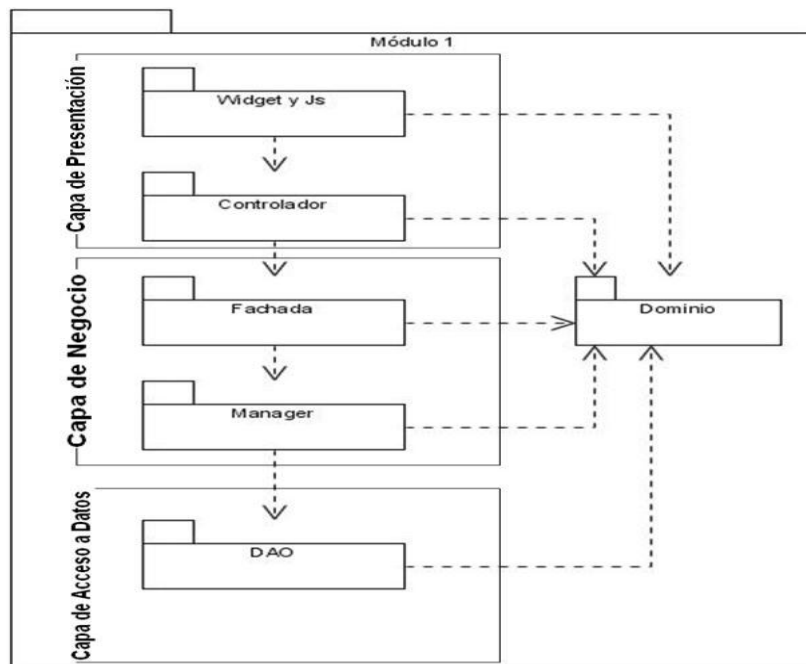 Módulo 1
Capa de Presentación
Widget y Js
Controlador
Capa de Negocio
Fachada
Dominio
Manager
Capa de Acceso a Datos
DAO